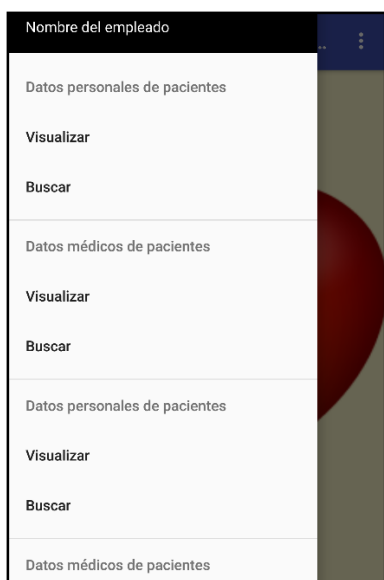 Nombre del empleado
..
Datos personales de pacientes
Visualizar
Buscar
Datos médicos de pacientes
Visualizar
Buscar
Datos personales de pacientes
Visualizar
Buscar
Datos médicos de pacientes